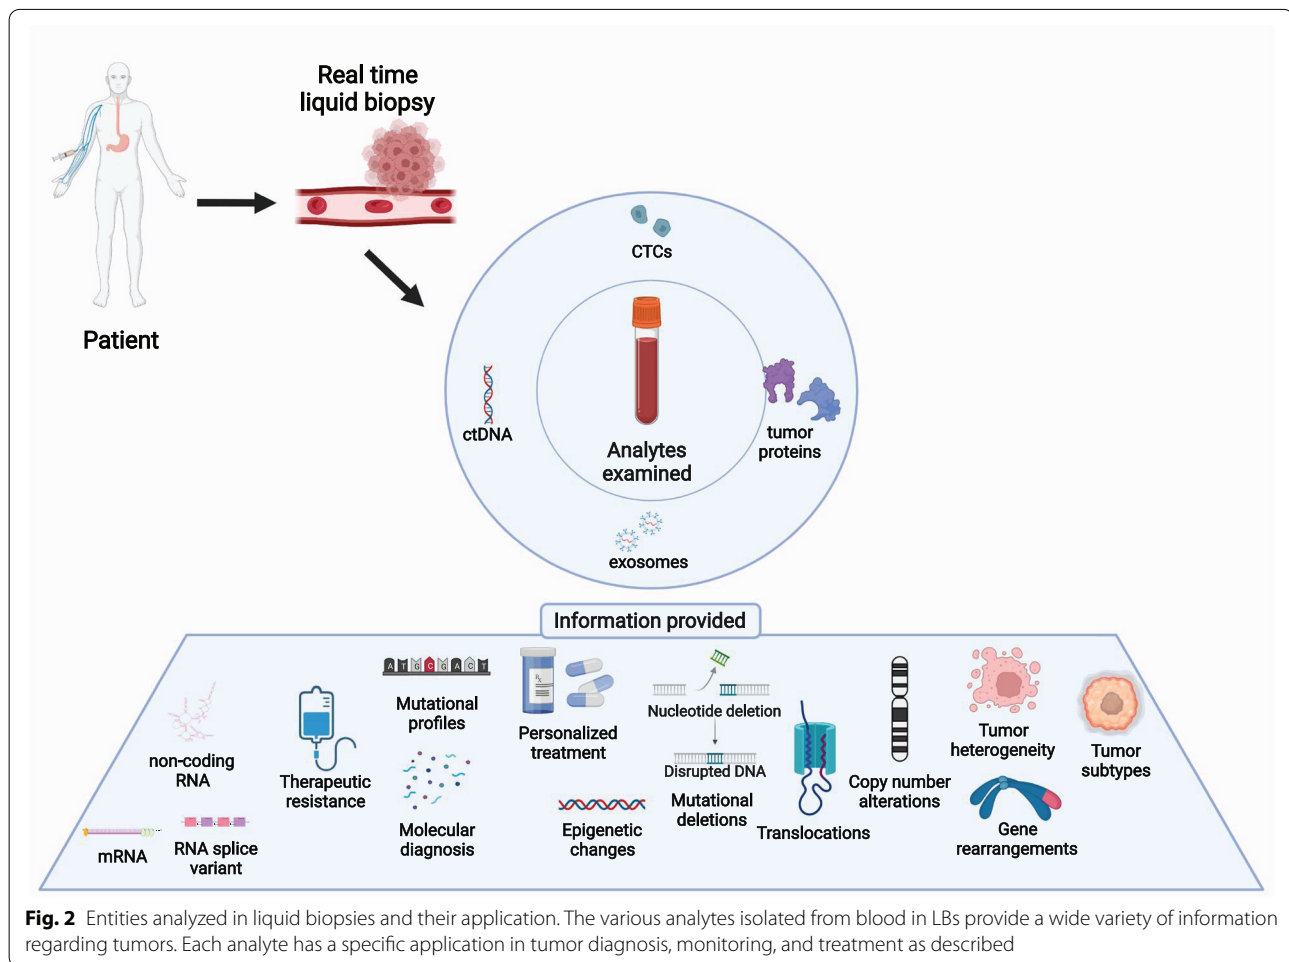 Real time
liquid biopsy
Patient
CTCs
ctDNA
tumor
proteins
Analytes
examined
exosomes
Information provided
non-coding
RNA
mRNA
RNA splice
variant
Therapeutic
resistance
A T G C G A C T
Mutational
profiles
Molecular
diagnosis
Rx
Personalized
treatment
Epigenetic
changes
Nucleotide deletion
Disrupted DNA
Mutational
deletions
Translocations
Copy number
alterations
Tumor
heterogeneity
Gene
rearrangements
Tumor
subtypes
Fig. 2 Entities analyzed in liquid biopsies and their application. The various analytes isolated from blood in LBs provide a wide variety of information
regarding tumors. Each analyte has a specific application in tumor diagnosis, monitoring, and treatment as described